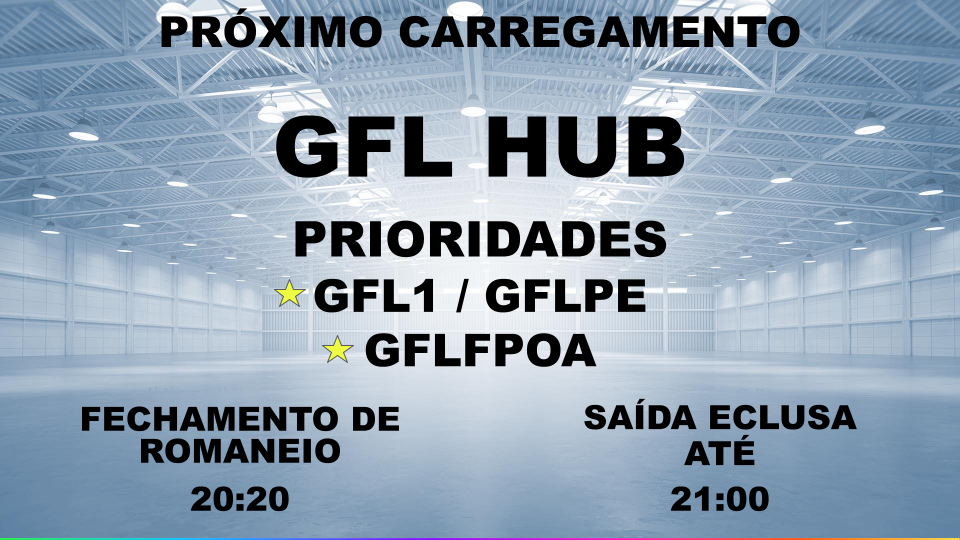 PRÓXIMO CARREGAMENTO
GFL HUB
PRIORIDADES
GFL1 / GFLPE
GFLFPOA
FECHAMENTO DE
ROMANEIO
20:20
SAÍDA ECLUSA
ATÉ
21:00